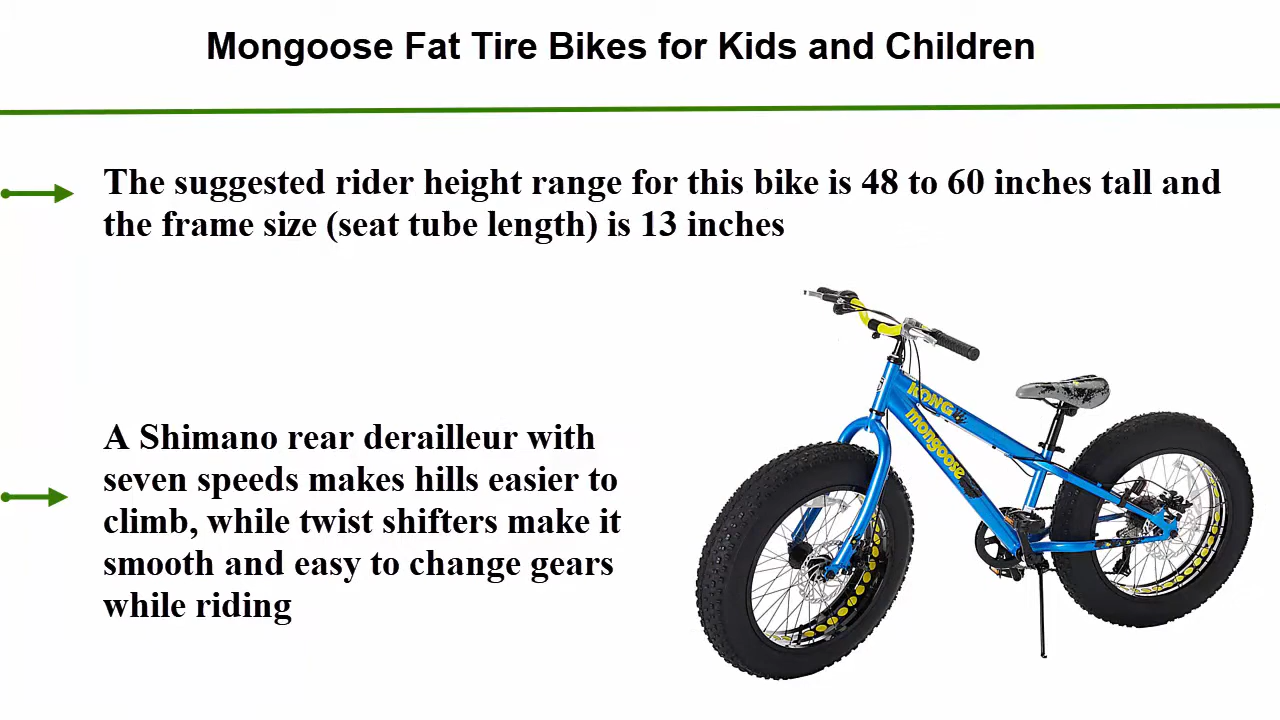 Mongoose Fat Tire Bikes for Kids and Children
The suggested rider height range for this bike is 48 to 60 inches tall and
the frame size (seat tube length) is 13 inches
A Shimano rear derailleur with
seven speeds makes hills easier to
climb, while twist shifters make it
smooth and easy to change gears
while riding
KONG
mongoose